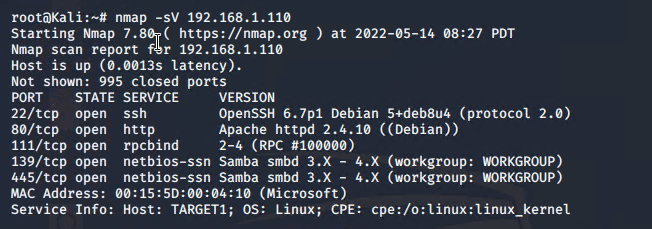 root@Kali:~# nmap -sV 192.168.1.110
Starting Nmap 7.80 ( https://nmap.org ) at 2022-05-14 08:27 PDT
Nmap scan report for 192.168.1.110
Host is up (0.0013s latency).
Not shown: 995 closed ports
PORT    STATE SERVICE     VERSION
22/tcp  open  ssh         OpenSSH 6.7p1 Debian 5+deb8u4 (protocol 2.0)
80/tcp  open  http        Apache httpd 2.4.10 ((Debian))
111/tcp open  rpcbind     2-4 (RPC #100000)
139/tcp open  netbios-ssn Samba smbd 3.X - 4.X (workgroup: WORKGROUP)
445/tcp open  netbios-ssn Samba smbd 3.X - 4.X (workgroup: WORKGROUP)
MAC Address: 00:15:5D:00:04:10 (Microsoft)
Service Info: Host: TARGET1; OS: Linux; CPE: cpe:/o:linux:linux_kernel